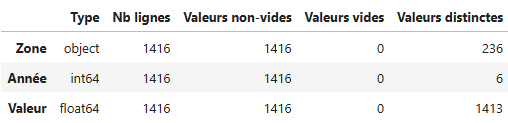 Type Nb lignes Valeurs non-vides Valeurs vides Valeurs distinctes
Zone object 1416 1416 0 236
Année int64 1416 1416 0 6
Valeur float64 1416 1416 0 1413